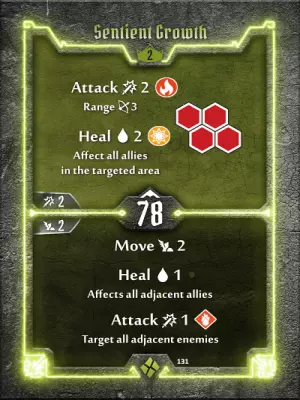 Sentient Growth
2
Attack 2
Range 3
Heal 2
Affect all allies
in the targeted area
2
78
2
Move 2
Heal 1
Affects all adjacent allies
Attack 1
Target all adjacent enemies
131